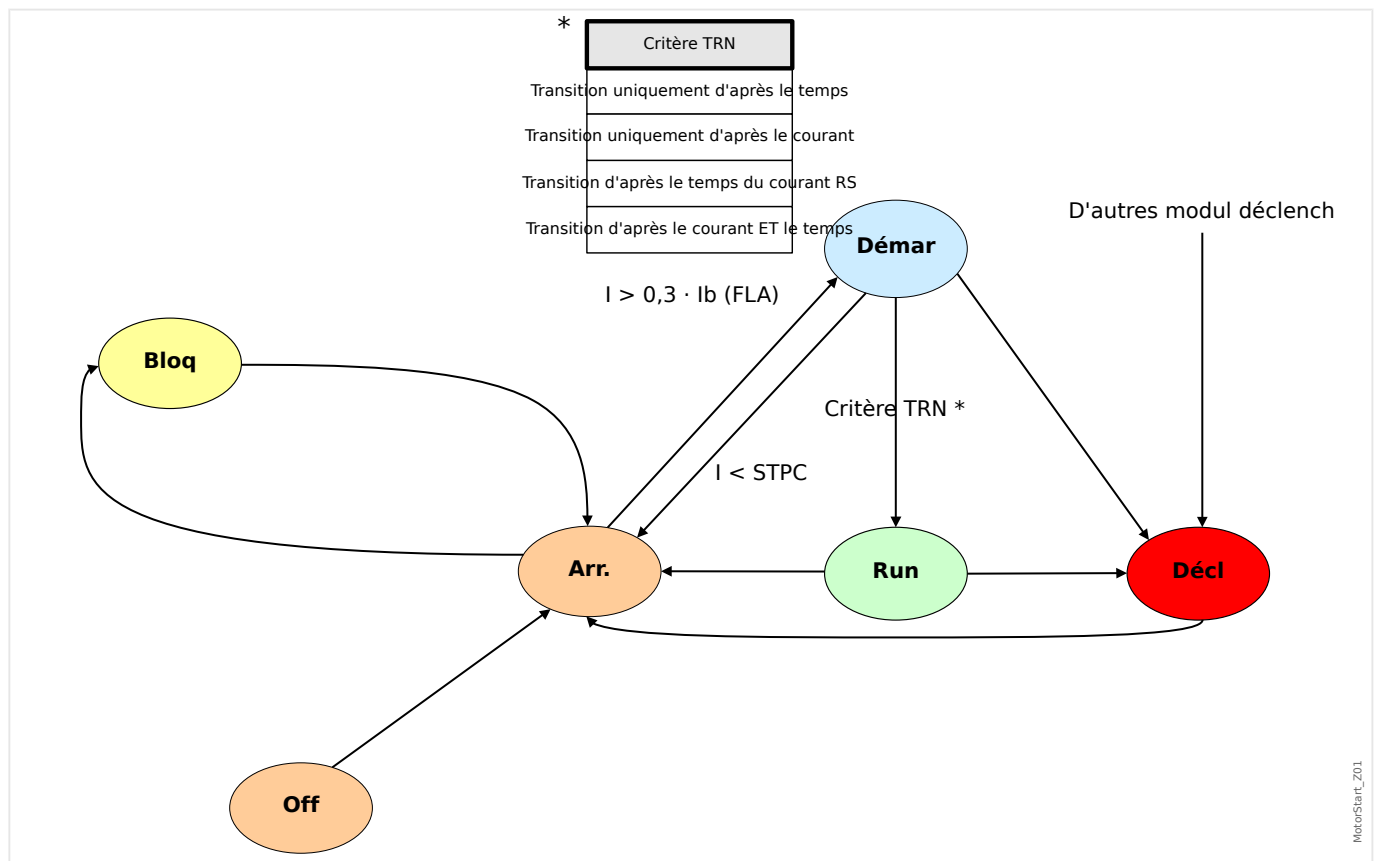 *
Critère TRN
Transition uniquement d'après le temps
Transition uniquement d'après le courant
Transition d'après le temps du courant RS
Transition d'après le courant ET le temps
D'autres modul déclench
Démar
I > 0,3 · Ib (FLA)
Bloq
Critère TRN *
I < STPC
Arr.
Run
Décl
Off
MotorStart_Z01